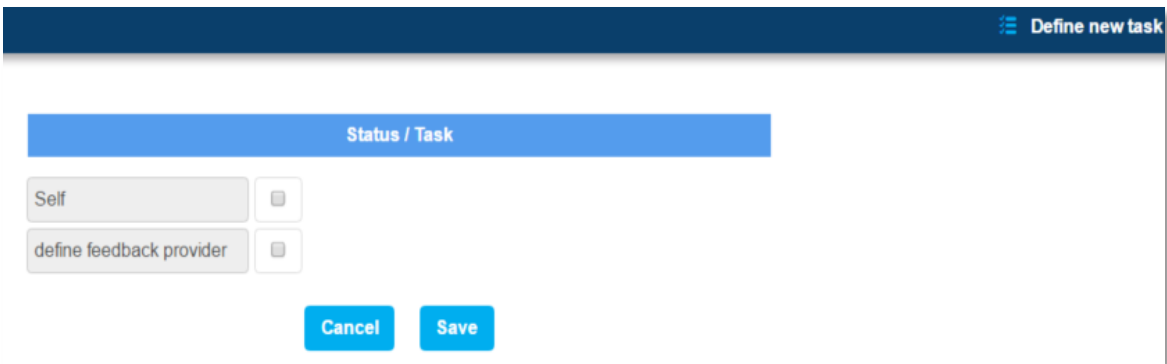 Define new task
Status / Task
Self
define feedback provider
Cancel Save